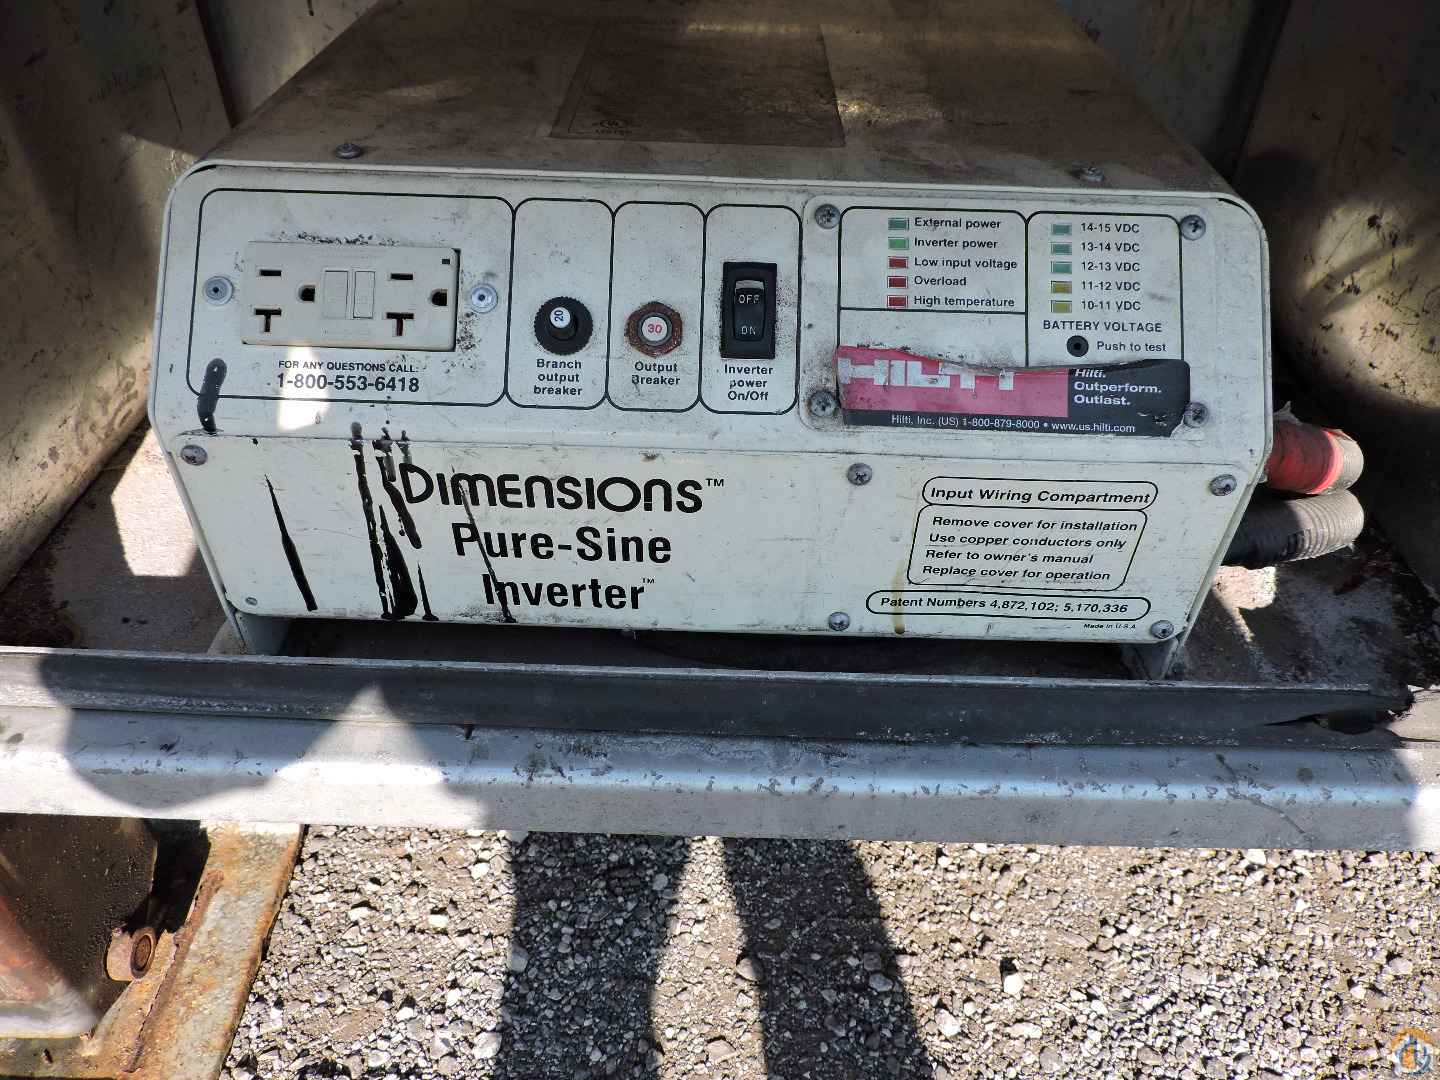 UL
LISTED
FOR ANY QUESTIONS CALL:
1-800-553-6418
20
Branch
output
breaker
30
Output
Breaker
OFF
ON
Inverter
power
On/Off
External power
Inverter power
Low input voltage
Overload
High temperature
14-15 VDC
13-14 VDC
12-13 VDC
11-12 VDC
10-11 VDC
BATTERY VOLTAGE
Push to test
HILTI
Hilti.
Outperform.
Outlast.
Hilti, Inc. (US) 1-800-879-8000 • www.us.hilti.com
DIMENSIONS™
Pure-Sine
Inverter™
Input Wiring Compartment
Remove cover for installation
Use copper conductors only
Refer to owner's manual
Replace cover for operation
Patent Numbers 4,872,102; 5,170,336
Made in U.S.A.